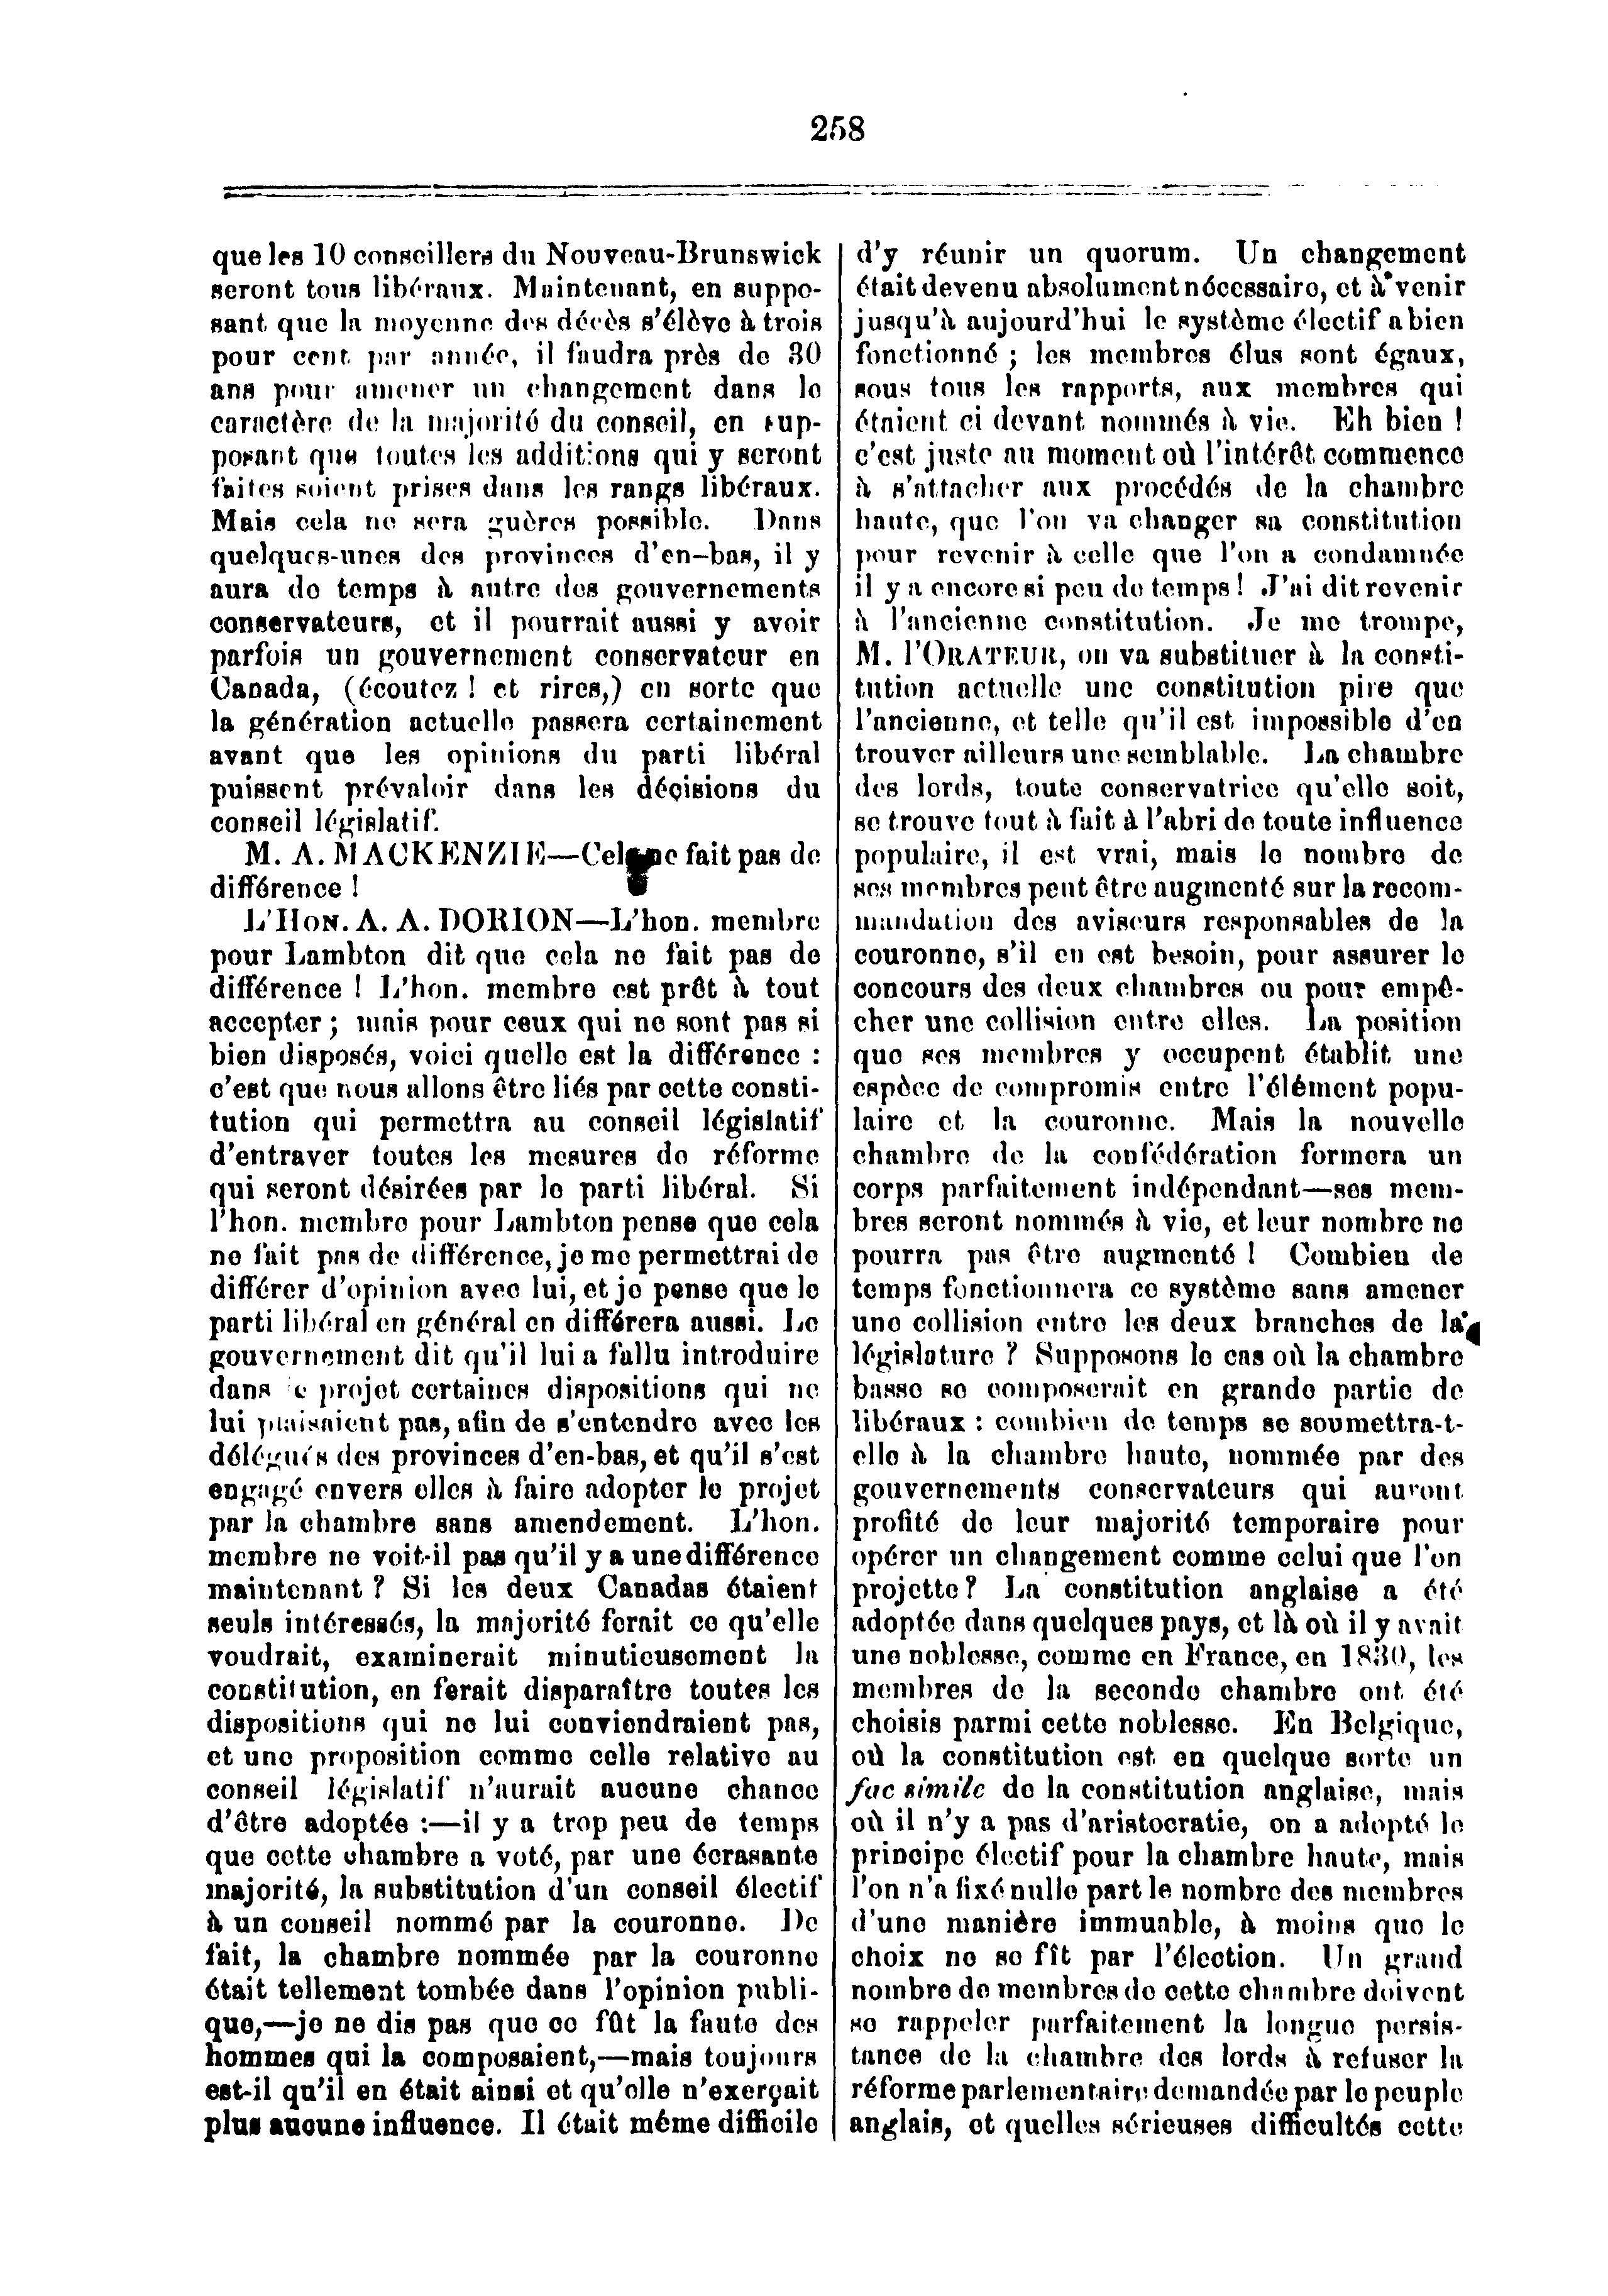 258
que les 10 conseillers du Nouveau-Brunswick
seront tous libéraux. Maintenant, en suppo-
sant que la moyenne des décès s'élève à trois
pour cent par année, il faudra près de 30
ans pour amener un changement dans le
caractère de la majorité du conseil, en sup-
posant que toutes les additions qui y seront
faites soient prises dans les rangs libéraux.
Mais cela ne sera guères possible. Dans
quelques-unes des provinces d'en-bas, il y
aura de temps à autre des gouvernements
conservateurs, et il pourrait aussi y avoir
parfois un gouvernement conservateur en
Canada, (écoutez ! et rires,) en sorte que
la génération actuelle passera certainement
avant que les opinions du parti libéral
puissent prévaloir dans les décisions du
conseil législatif.
M. A. MACKENZIE—Cela ne fait pas de
différence !
L'HON. A. A. DORION—L'hon. membre
pour Lambton dit que cela ne fait pas de
différence ! L'hon. membre est prêt à tout
accepter ; mais pour ceux qui ne sont pas si
bien disposés, voici quelle est la différence :
c'est que nous allons être liés par cette consti-
tution qui permettra au conseil législatif
d'entraver toutes les mesures de réforme
qui seront désirées par le parti libéral. Si
l'hon. membre pour Lambton pense que cela
ne fait pas de différence, je me permettrai de
différer d'opinion avec lui, et je pense que le
parti libéral en général en différera aussi. Le
gouvernement dit qu'il lui a fallu introduire
dans le projet certaines dispositions qui ne
lui plaisaient pas, afin de s'entendre avec les
délégués des provinces d'en-bas, et qu'il s'est
engagé envers elles à faire adopter le projet
par la chambre sans amendement. L'hon.
membre ne voit-il pas qu'il y a une différence
maintenant ? Si les deux Canadas étaient
seuls intéressés, la majorité ferait ce qu'elle
voudrait, examinerait minutieusement la
constitution, en ferait disparaître toutes les
dispositions qui ne lui conviendraient pas,
et une proposition comme celle relative au
conseil législatif n'aurait aucune chance
d'être adoptée :—il y a trop peu de temps
que cette chambre a voté, par une écrasante
majorité, la substitution d'un conseil électif
à un conseil nommé par la couronne. De
fait, la chambre nommée par la couronne
était tellement tombée dans l'opinion publi-
que,—je ne dis pas que ce fût la faute des
hommes qui la composaient,—mais toujours
est-il qu'il en était ainsi et qu'elle n'exerçait
plus aucune influence. Il était même difficile
d'y réunir un quorum. Un changement
était devenu absolument nécessaire, et à venir
jusqu'à aujourd'hui le système électif a bien
fonctionné ; les membres élus sont égaux,
sous tous les rapports, aux membres qui
étaient ci devant nommés à vie. Eh bien !
c'est juste au moment où l'intérêt commence
à s'attacher aux procédés de la chambre
haute, que l'on va changer sa constitution
pour revenir à celle que l'on a condamnée
il y a encore si peu de temps ! J'ai dit revenir
à l'ancienne constitution. Je me trompe,
M. l'ORATEUR, on va substituer à la consti-
tution actuelle une constitution pire que
l'ancienne, et telle qu'il est impossible d'en
trouver ailleurs une semblable. La chambre
des lords, toute conservatrice qu'elle soit,
se trouve tout à fait à l'abri de toute influence
populaire, il est vrai, mais le nombre de
ses membres peut être augmenté sur la recom-
mandation des aviseurs responsables de la
couronne, s'il en est besoin, pour assurer le
concours des deux chambres ou pour empê-
cher une collision entre elles. La position
que ses membres y occupent établit une
espèce de compromis entre l'élément popu-
laire et la couronne. Mais la nouvelle
chambre de la confédération formera un
corps parfaitement indépendant—ses mem-
bres seront nommés à vie, et leur nombre ne
pourra pas être augmenté ! Combien de
temps fonctionnera ce système sans amener
une collision entre les deux branches de la
législature ? Supposons le cas où la chambre
basse se composerait en grande partie de
libéraux : combien de temps se soumettra-t-
elle à la chambre haute, nommée par des
gouvernements conservateurs qui auront
profité de leur majorité temporaire pour
opérer un changement comme celui que l'on
projette ? La constitution anglaise a été
adoptée dans quelques pays, et là où il y avait
une noblesse, comme en France, en 1830, les
membres de la seconde chambre ont été
choisis parmi cette noblesse. En Belgique,
où la constitution est en quelque sorte un
fac simile de la constitution anglaise, mais
où il n'y a pas d'aristocratie, on a adopté le
principe électif pour la chambre haute, mais
l'on n'a fixé nulle part le nombre des membres
d'une manière immuable, à moins que le
choix ne se fît par l'élection. Un grand
nombre de membres de cette chambre doivent
se rappeler parfaitement la longue persis-
tance de la chambre des lords à refuser la
réforme parlementaire demandée par le peuple
anglais, et quelles sérieuses difficultés cette